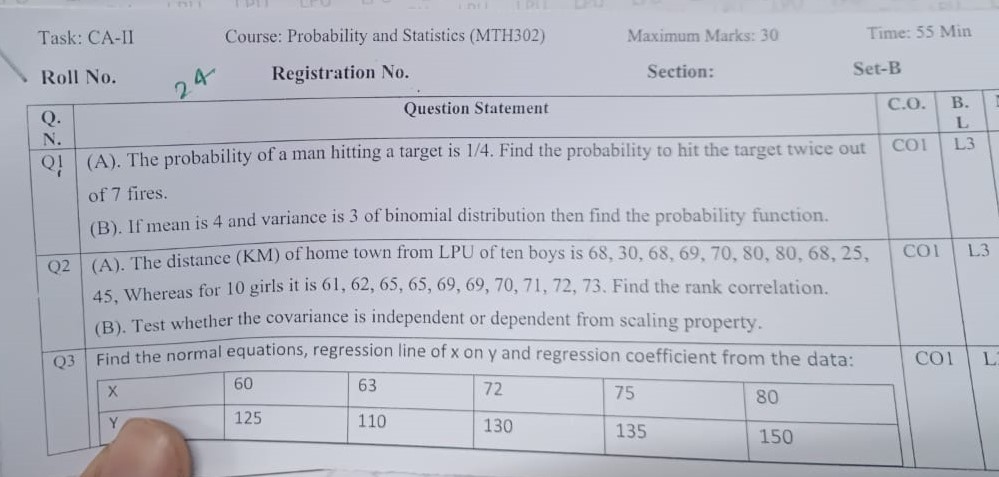 Task: CA-II Course: Probability and Statistics (MTH302) Maximum Marks: 30 Time: 55 Min
Roll No. 24 Registration No. Section: Set-B
Q. N. Question Statement C.O. B. L
Q1 (A). The probability of a man hitting a target is 1/4. Find the probability to hit the target twice out CO1 L3
of 7 fires.
(B). If mean is 4 and variance is 3 of binomial distribution then find the probability function.
Q2 (A). The distance (KM) of home town from LPU of ten boys is 68, 30, 68, 69, 70, 80, 80, 68, 25, CO1 L3
45, Whereas for 10 girls it is 61, 62, 65, 65, 69, 69, 70, 71, 72, 73. Find the rank correlation.
(B). Test whether the covariance is independent or dependent from scaling property.
Q3 Find the normal equations, regression line of x on y and regression coefficient from the data: CO1
X 60 63 72 75 80
Y 125 110 130 135 150